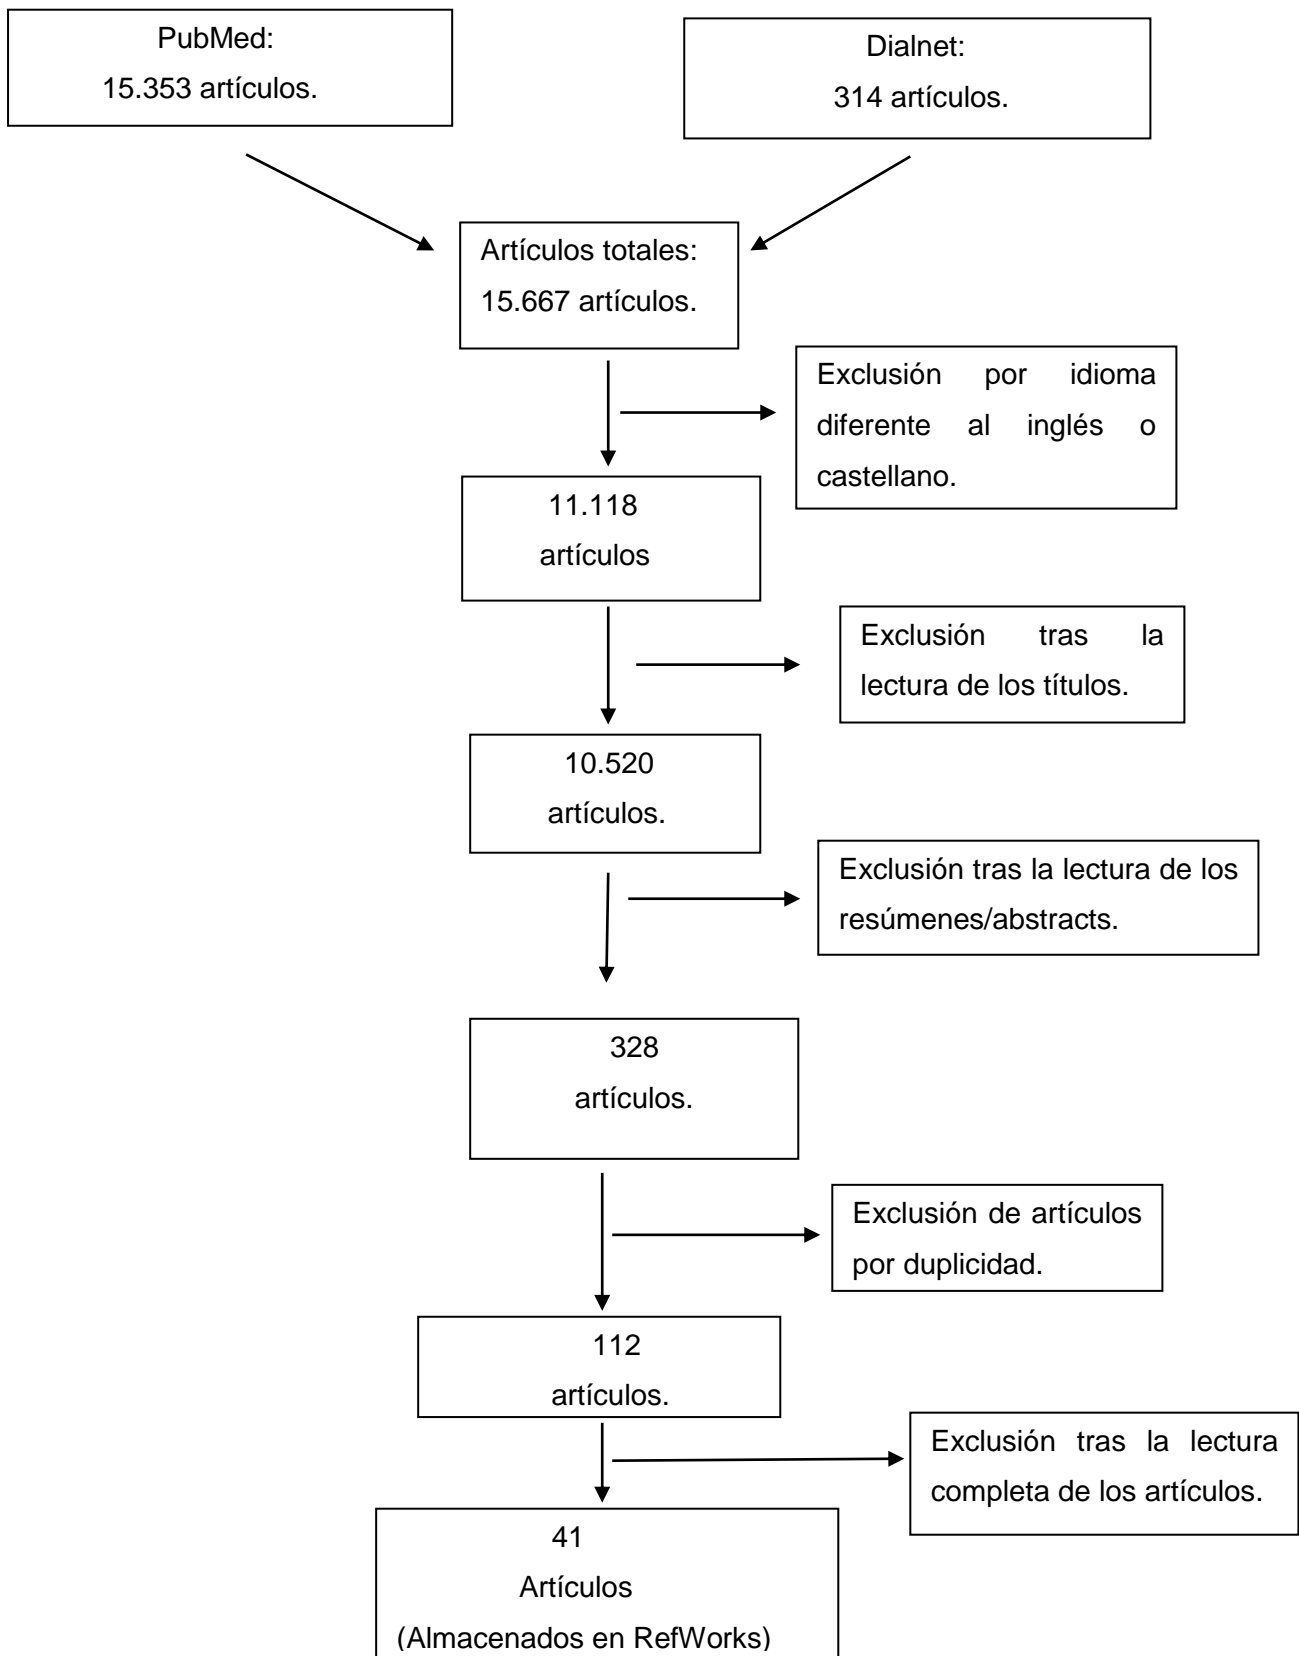 PubMed:
15.353 artículos.
Dialnet:
314 artículos.
Artículos totales:
15.667 artículos.
Exclusión por idioma
diferente al inglés o
castellano.
11.118
artículos
Exclusión tras la
lectura de los títulos.
10.520
artículos.
Exclusión tras la lectura de los
resúmenes/abstracts.
328
artículos.
Exclusión de artículos
por duplicidad.
112
artículos.
Exclusión tras la lectura
completa de los artículos.
41
Artículos
(Almacenados en RefWorks)